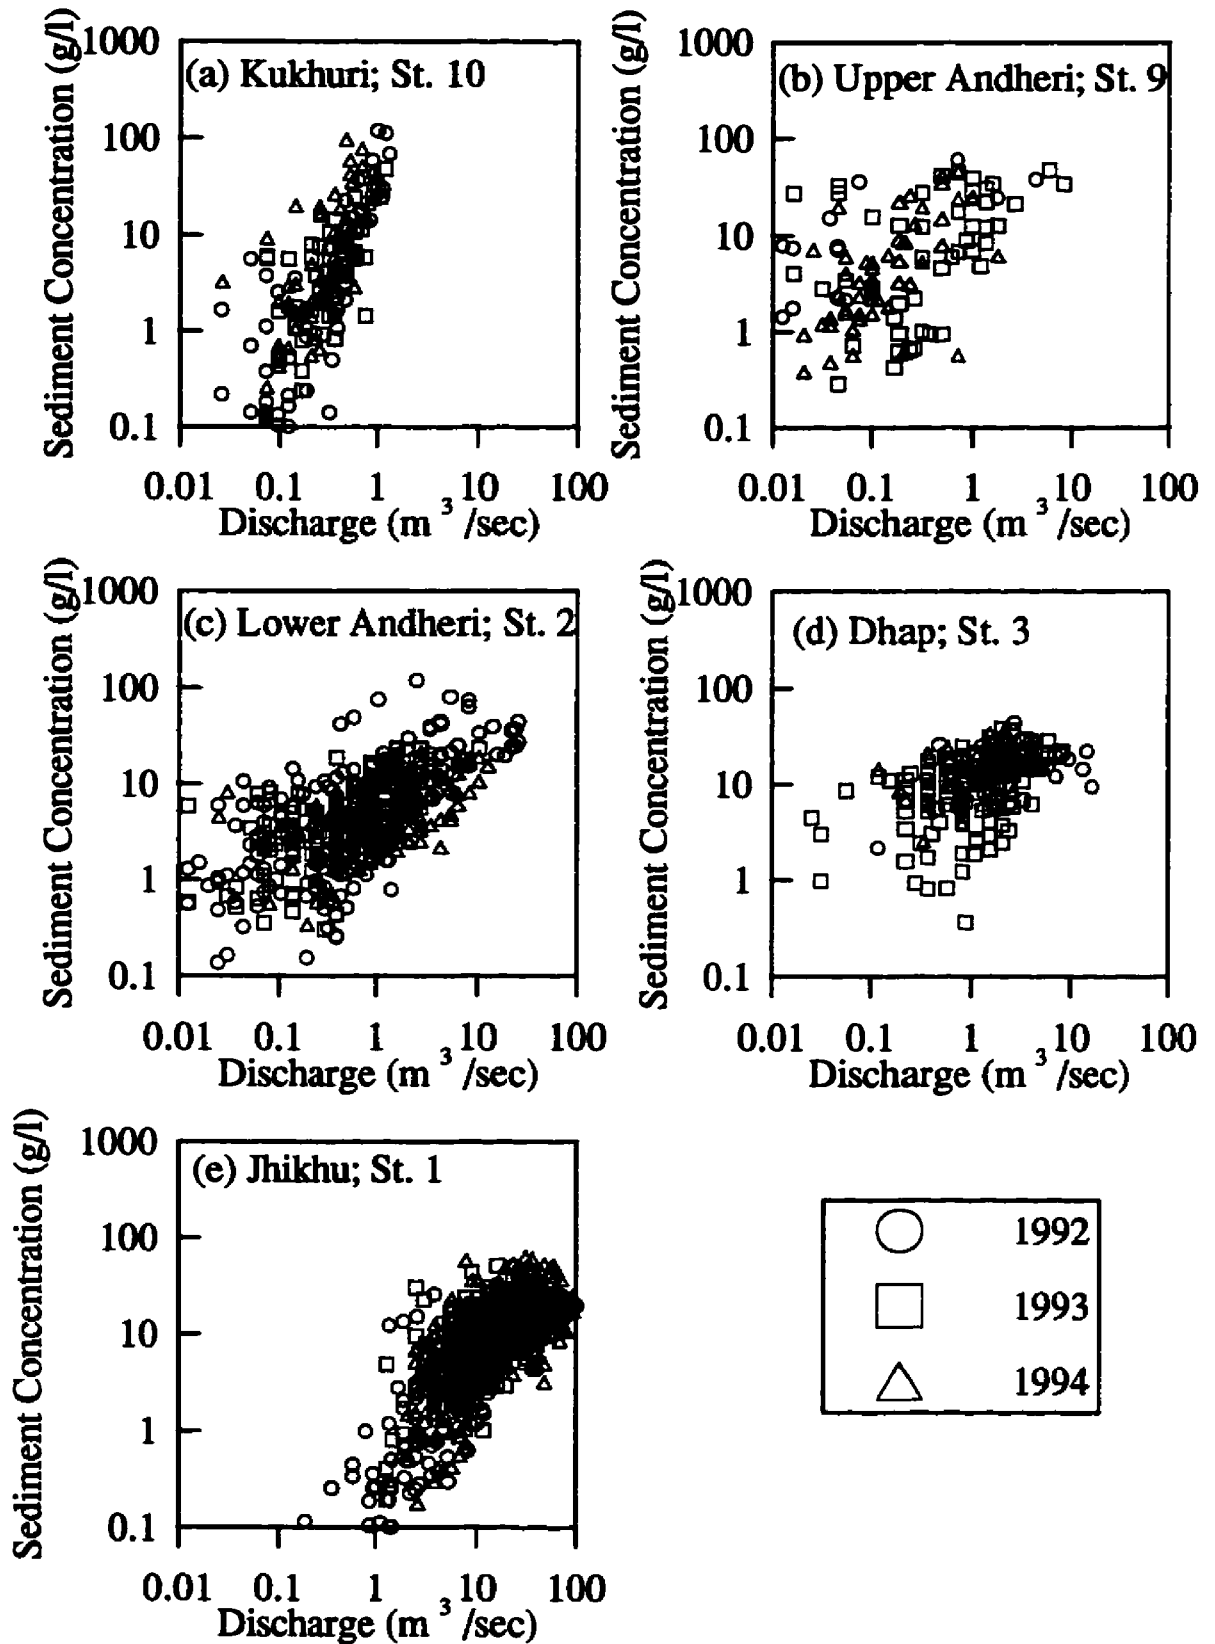 Sediment Concentration (g/l)
1000
100
10
1
0.1
(a) Kukhuri; St. 10
0.01 0.1 1 10 100
Discharge (m 3 /sec)
Sediment Concentration (g/l)
1000
100
10
1
0.1
(b) Upper Andheri; St. 9
0.01 0.1 1 10 100
Discharge (m 3 /sec)
Sediment Concentration (g/l)
1000
100
10
1
0.1
(c) Lower Andheri; St. 2
0.01 0.1 1 10 100
Discharge (m 3 /sec)
Sediment Concentration (g/l)
1000
100
10
1
0.1
(d) Dhap; St. 3
0.01 0.1 1 10 100
Discharge (m 3 /sec)
Sediment Concentration (g/l)
1000
100
10
1
0.1
(e) Jhikhu; St. 1
0.01 0.1 1 10 100
Discharge (m 3 /sec)
1992
1993
1994